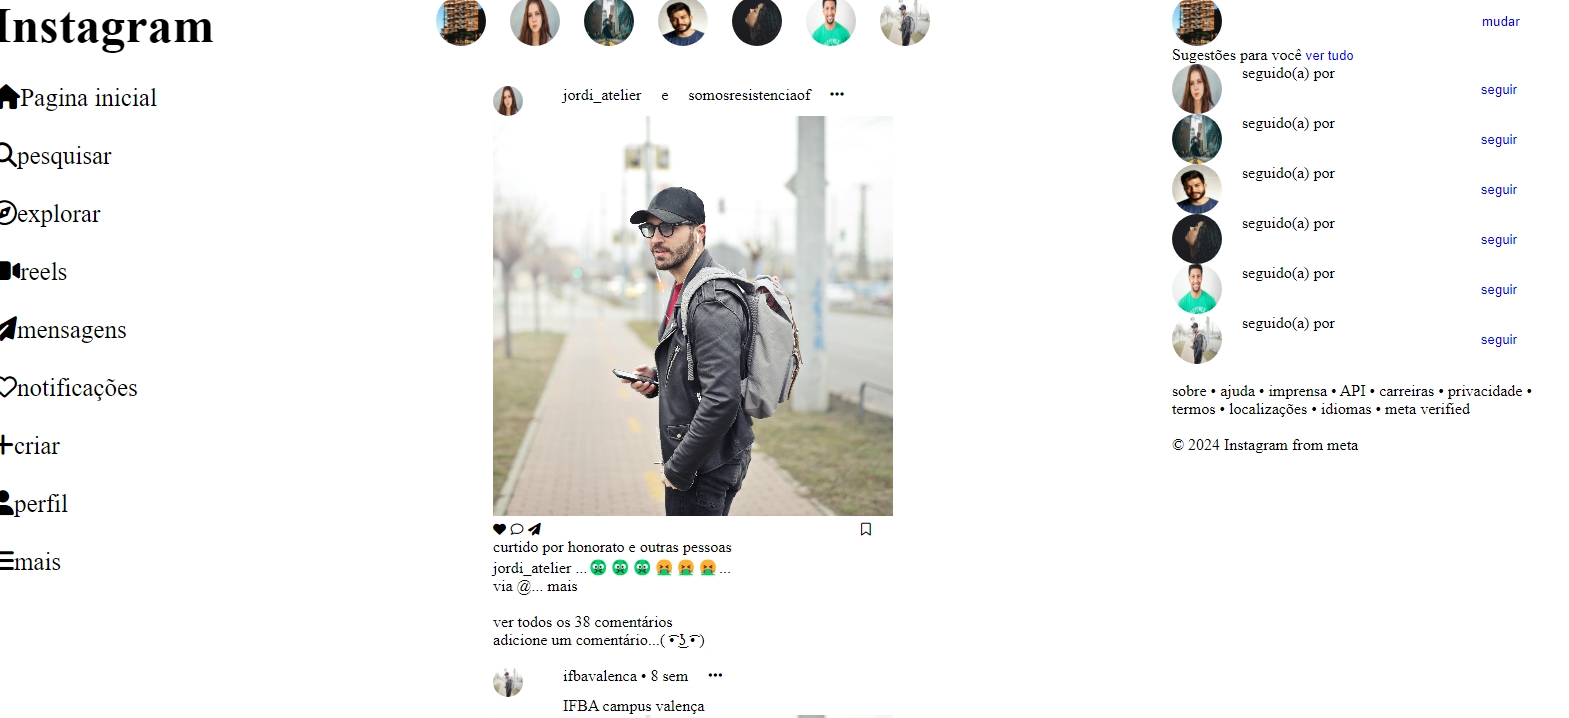 Instagram
Pagina inicial
pesquisar
explorar
reels
mensagens
notificações
criar
perfil
mais
jordi_atelier e somosresistenciaof •••
curtido por honorato e outras pessoas
jordi_atelier ...🤢🤢🤢🤮🤮🤮...
via @... mais
ver todos os 38 comentários
adicione um comentário...( ͡• ͜ʖ ͡•)
ifbavalenca • 8 sem •••
IFBA campus valença
mudar
Sugestões para você ver tudo
seguido(a) por
seguir
seguido(a) por
seguir
seguido(a) por
seguir
seguido(a) por
seguir
seguido(a) por
seguir
seguido(a) por
seguir
sobre • ajuda • imprensa • API • carreiras • privacidade •
termos • localizações • idiomas • meta verified
© 2024 Instagram from meta